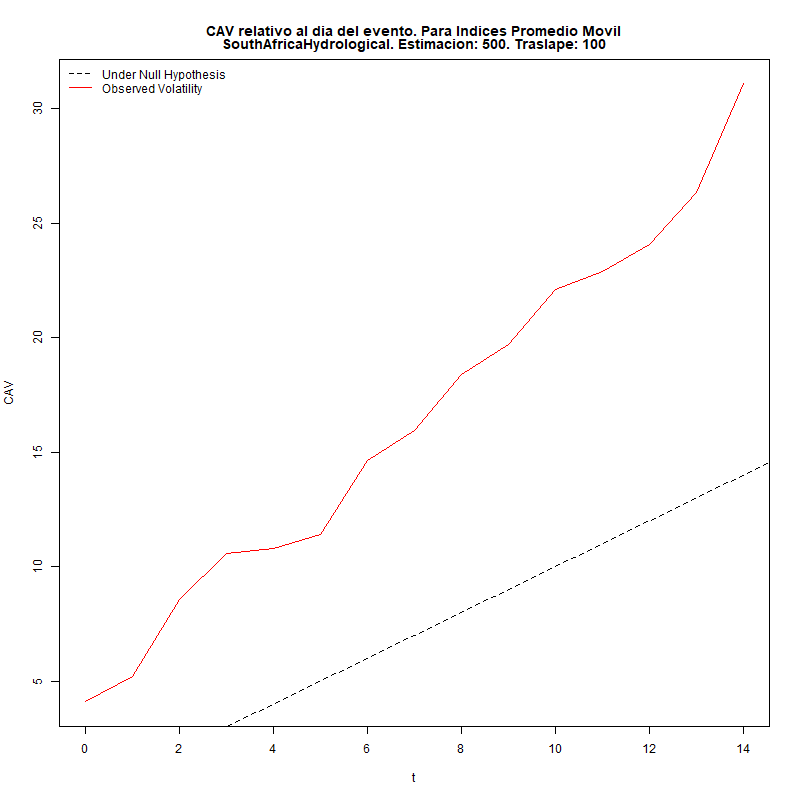 CAV relativo al dia del evento. Para Indices Promedio Movil
SouthAfricaHydrological. Estimacion: 500. Traslape: 100
Under Null Hypothesis
Observed Volatility
30
25
20
15
10
5
CAV
0 2 4 6 8 10 12 14
t